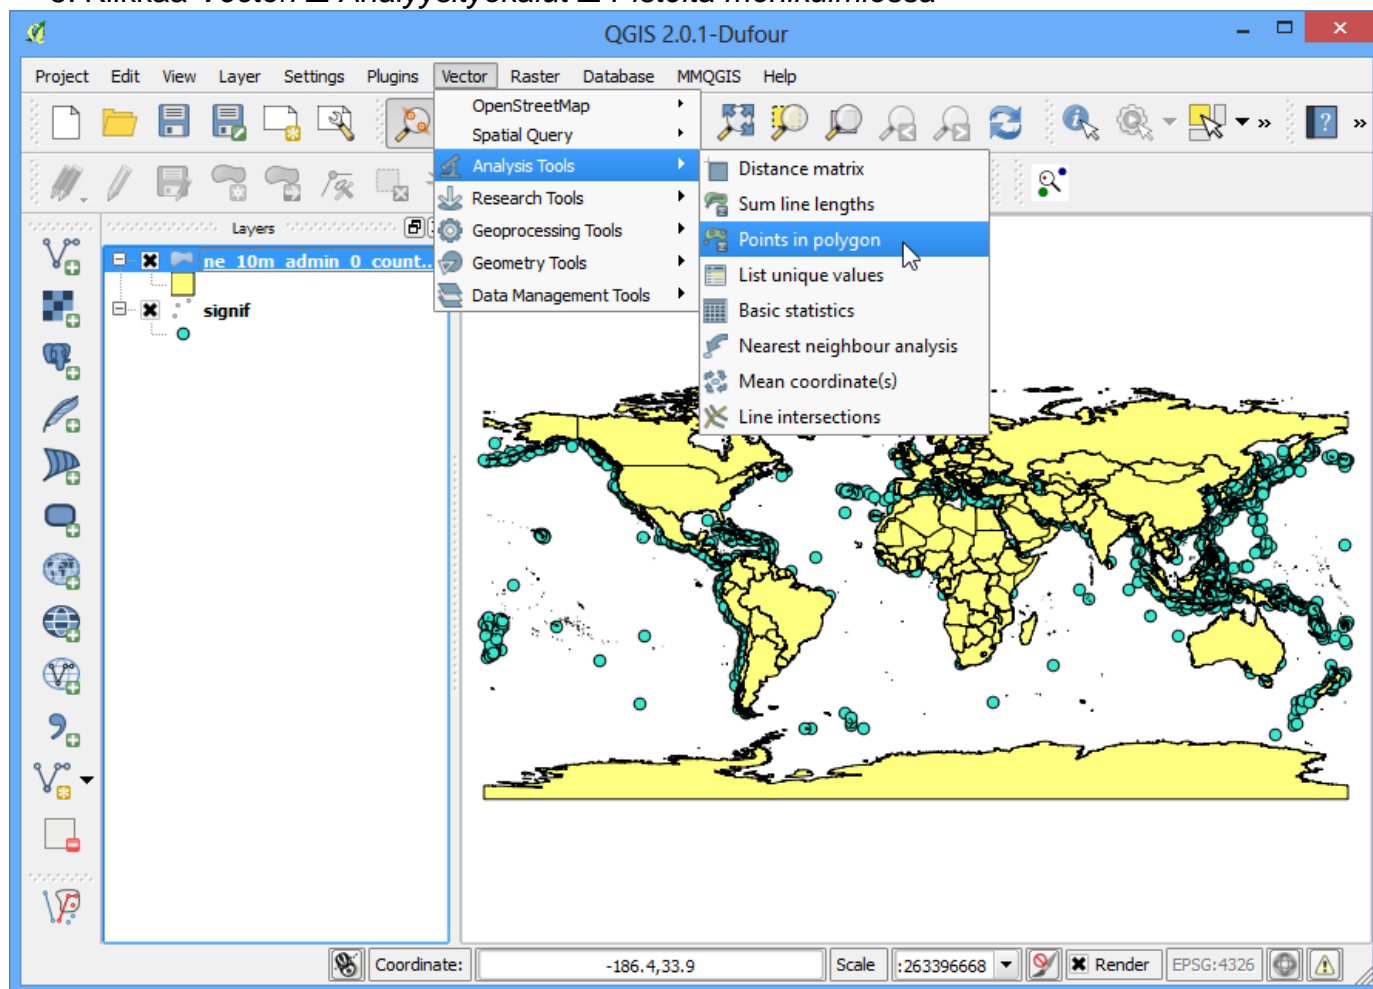 QGIS 2.0.1-Dufour
Project Edit View Layer Settings Plugins Vector Raster Database MMQGIS Help
OpenStreetMap
Spatial Query
Analysis Tools
Research Tools
Geoprocessing Tools
Geometry Tools
Data Management Tools
Distance matrix
Sum line lengths
Points in polygon
List unique values
Basic statistics
Nearest neighbour analysis
Mean coordinate(s)
Line intersections
Layers
ne_10m_admin_0_count..
signif
Coordinate: -186.4,33.9 Scale :263396668 Render EPSG:4326